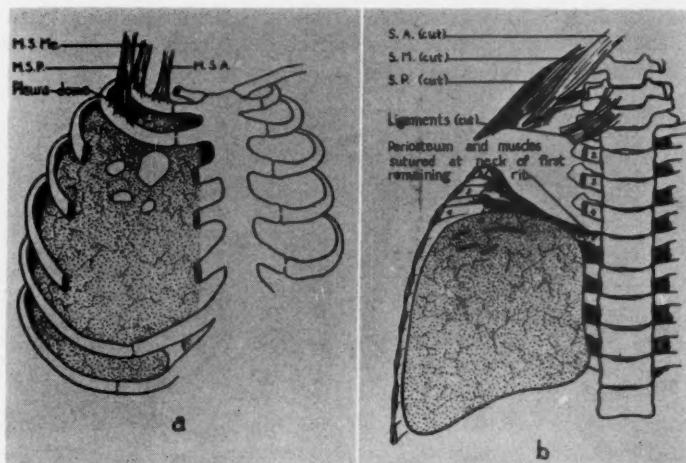 M.S.Me
M.S.P.
M.S.A.
Pleura-dome
a
S.A. (cut)
S.M. (cut)
S.P. (cut)
Ligaments (cut)
Periosteum and muscles
sutured at neck of first
remaining rib
b